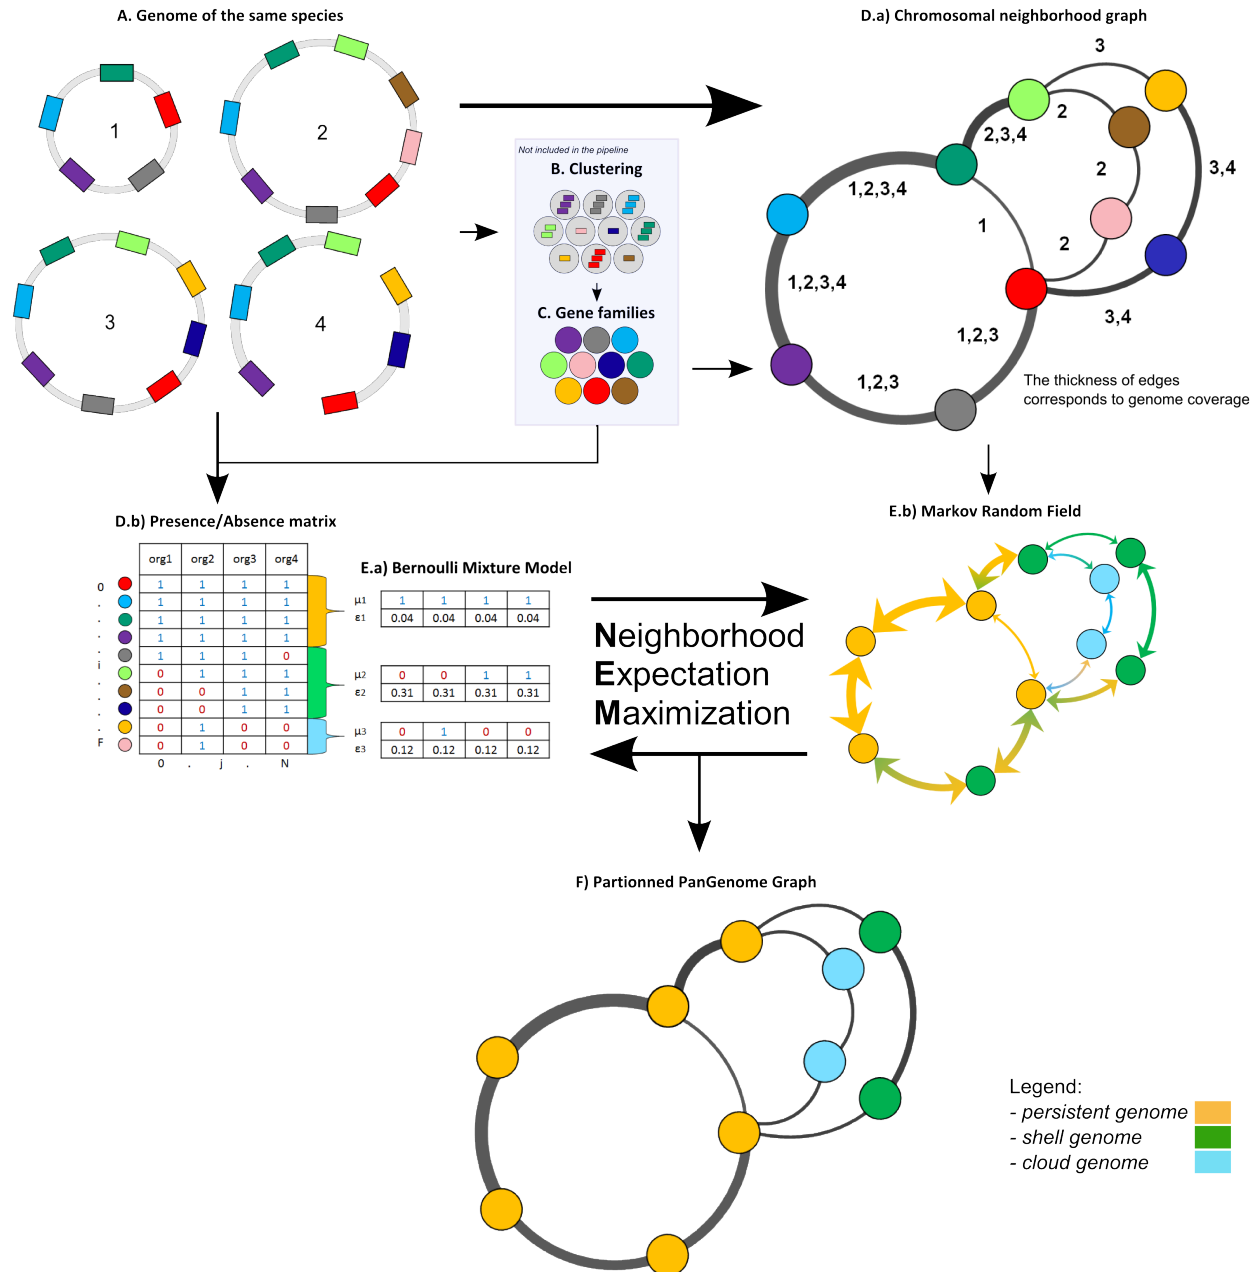 A. Genome of the same species
1
2
3
4
Not included in the pipeline
B. Clustering
C. Gene families
D.a) Chromosomal neighborhood graph
3
2
2,3,4
1,2,3,4
2
3,4
1
2
1,2,3,4
3,4
1,2,3
1,2,3
The thickness of edges
corresponds to genome coverage
D.b) Presence/Absence matrix
org1 org2 org3 org4
0 1 1 1 1
. 1 1 1 1
. 1 1 1 1
. 1 1 1 1
i 1 1 1 0
. 0 1 1 1
. 0 0 1 1
. 0 0 1 1
. 0 1 0 0
F 0 1 0 0
0 . j . N
E.a) Bernoulli Mixture Model
μ1 1 1 1 1
ε1 0.04 0.04 0.04 0.04
μ2 0 0 1 1
ε2 0.31 0.31 0.31 0.31
μ3 0 1 0 0
ε3 0.12 0.12 0.12 0.12
Neighborhood
Expectation
Maximization
E.b) Markov Random Field
F) Partionned PanGenome Graph
Legend:
- persistent genome
- shell genome
- cloud genome